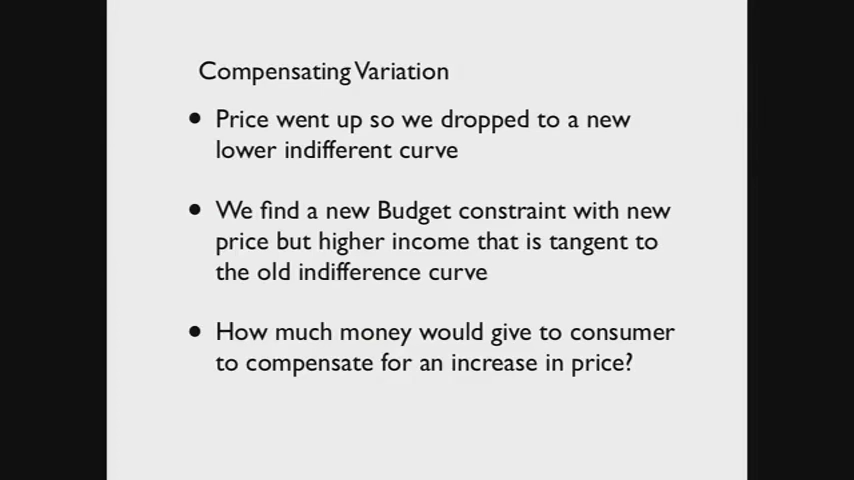 Compensating Variation
• Price went up so we dropped to a new
lower indifferent curve
• We find a new Budget constraint with new
price but higher income that is tangent to
the old indifference curve
• How much money would give to consumer
to compensate for an increase in price?